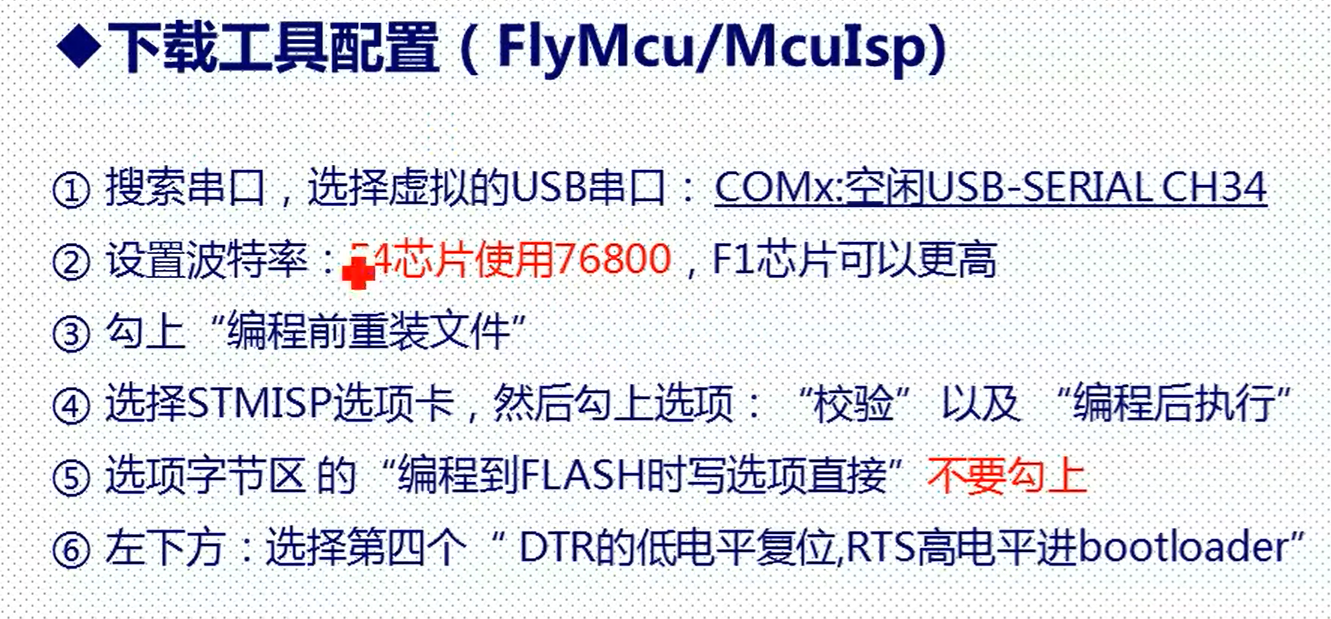 ◆下载工具配置（FlyMcu/McuIsp)
① 搜索串口，选择虚拟的USB串口：COMx:空闲USB-SERIAL CH34
② 设置波特率：F4芯片使用76800，F1芯片可以更高
③ 勾上“编程前重装文件”
④ 选择STMISP选项卡，然后勾上选项：“校验” 以及 “编程后执行”
⑤ 选项字节区 的“编程到FLASH时写选项直接”不要勾上
⑥ 左下方：选择第四个 “ DTR的低电平复位,RTS高电平进bootloader”